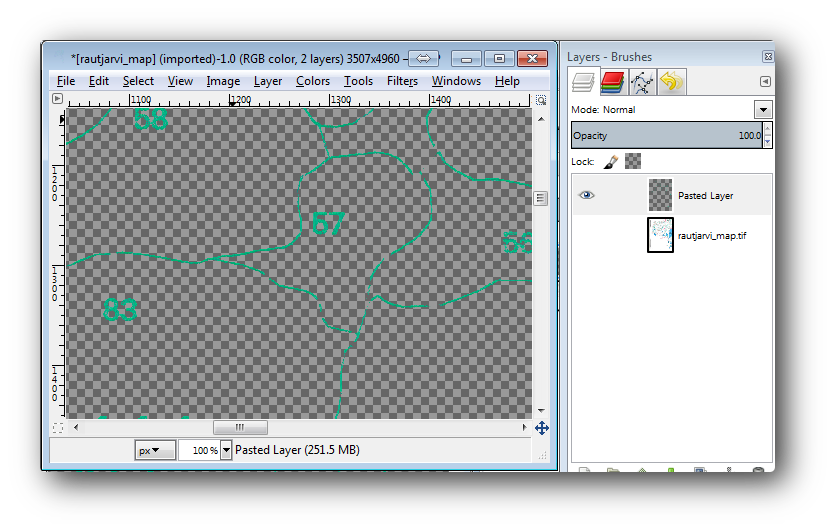 *[rautjarvi_map] (imported)-1.0 (RGB color, 2 layers) 3507x4960 –
File Edit Select View Image Layer Colors Tools Filters Windows Help
1100 1200 1300 1400
1200
1300
1400
58
57
56
83
px 100 % Pasted Layer (251.5 MB)
Layers - Brushes
Mode: Normal
Opacity 100.0
Lock:
Pasted Layer
rautjarvi_map.tif